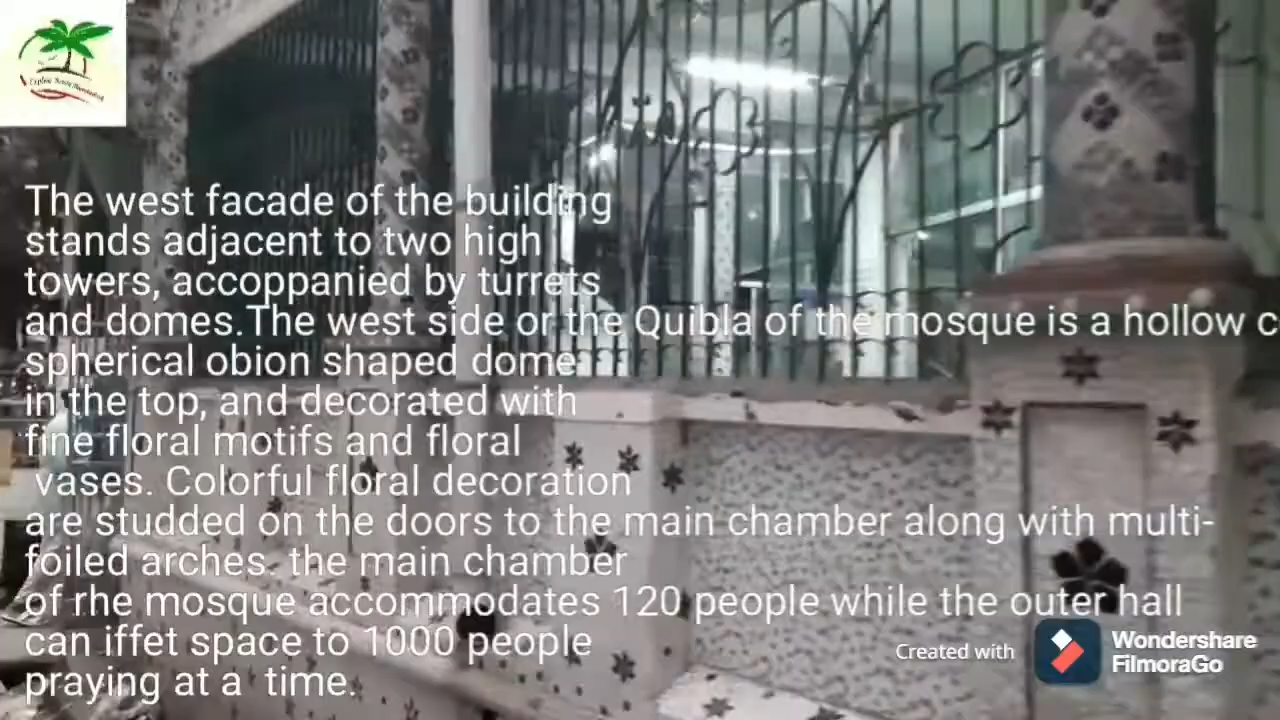 The west facade of the building
stands adjacent to two high
towers, accoppanied by turrets
and domes.The west side or the Quibla of the mosque is a hollow c
spherical obion shaped dome
in the top, and decorated with
fine floral motifs and floral
vases. Colorful floral decoration
are studded on the doors to the main chamber along with multi-
foiled arches. the main chamber
of rhe mosque accommodates 120 people while the outer hall
can iffet space to 1000 people
praying at a time.
Created with
Wondershare
FilmoraGo